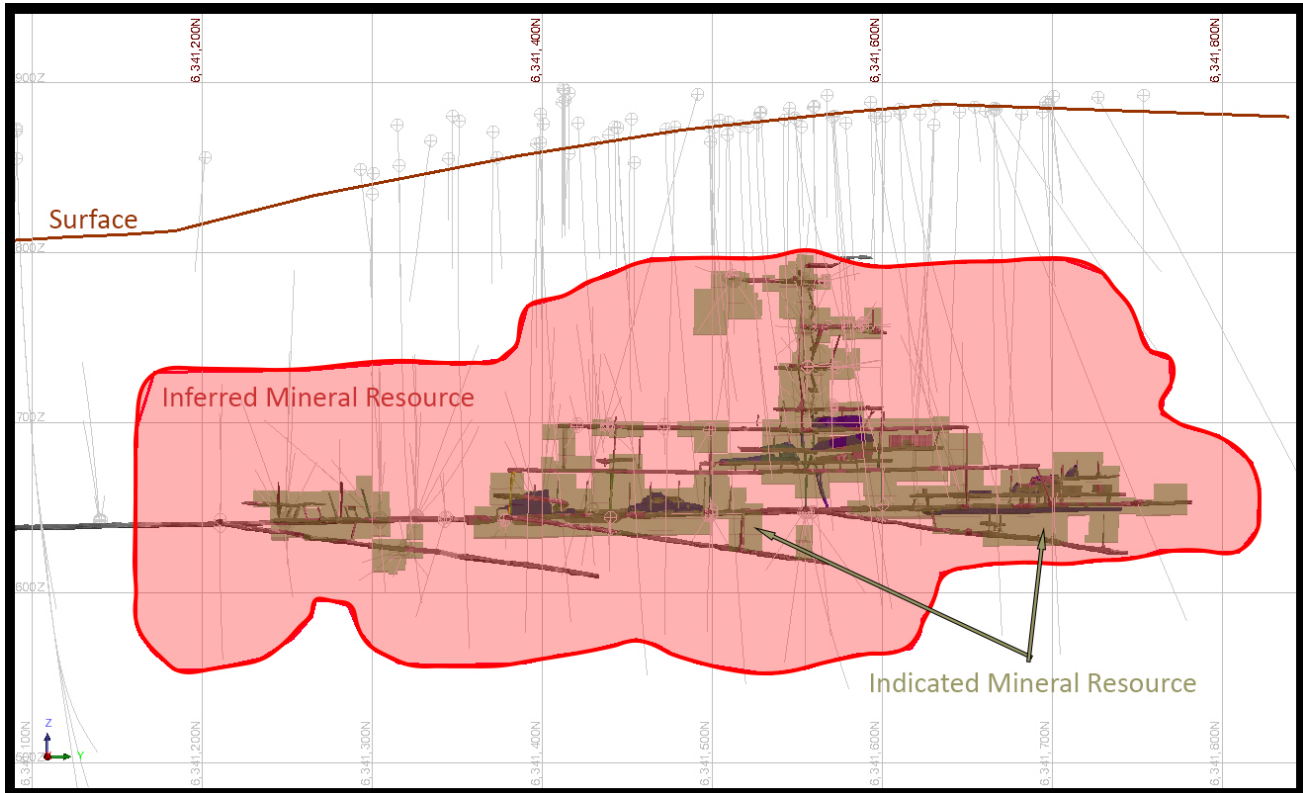 6,341,200N
6,341,400N
6,341,600N
6,341,800N
900Z
Surface
800Z
Inferred Mineral Resource
700Z
600Z
Indicated Mineral Resource
Z
Y
500Z
6,341,200N
6,341,300N
6,341,400N
6,341,500N
6,341,600N
6,341,700N
6,341,800N